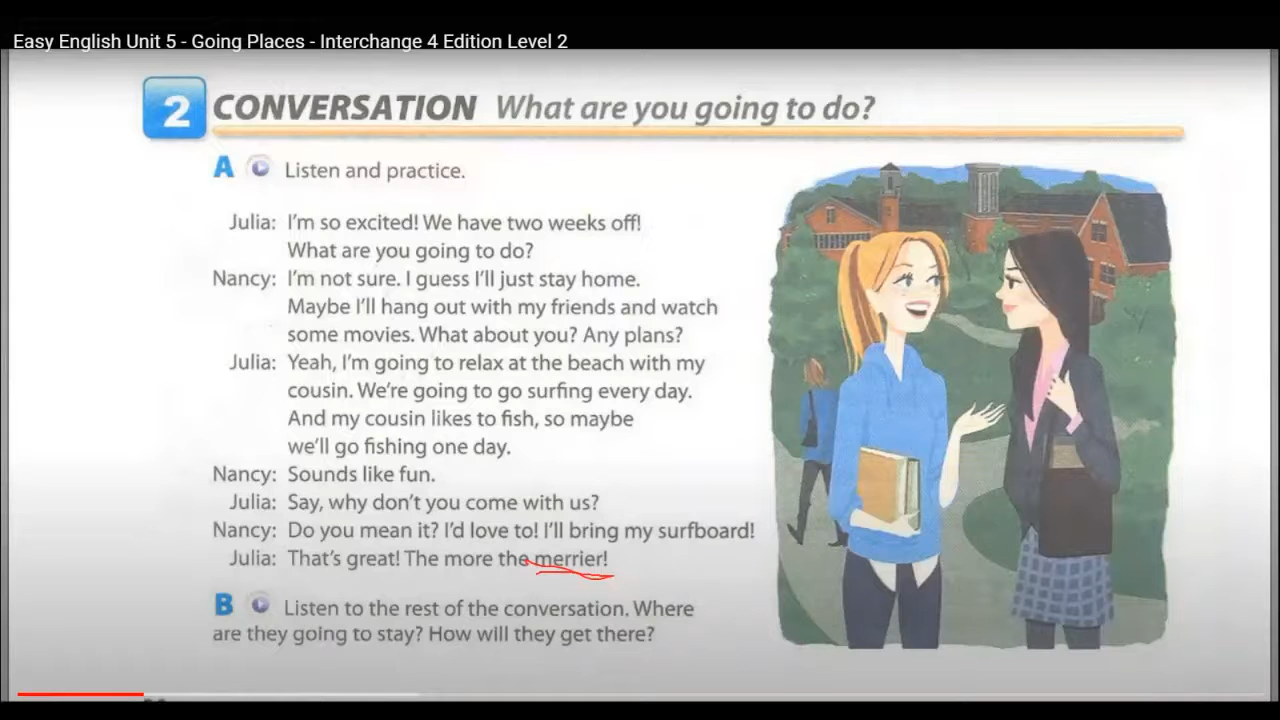 Easy English Unit 5 - Going Places - Interchange 4 Edition Level 2
2 CONVERSATION What are you going to do?
A Listen and practice.
Julia: I'm so excited! We have two weeks off!
What are you going to do?
Nancy: I'm not sure. I guess I'll just stay home.
Maybe I'll hang out with my friends and watch
some movies. What about you? Any plans?
Julia: Yeah, I'm going to relax at the beach with my
cousin. We're going to go surfing every day.
And my cousin likes to fish, so maybe
we'll go fishing one day.
Nancy: Sounds like fun.
Julia: Say, why don't you come with us?
Nancy: Do you mean it? I'd love to! I'll bring my surfboard!
Julia: That's great! The more the merrier!
B Listen to the rest of the conversation. Where
are they going to stay? How will they get there?